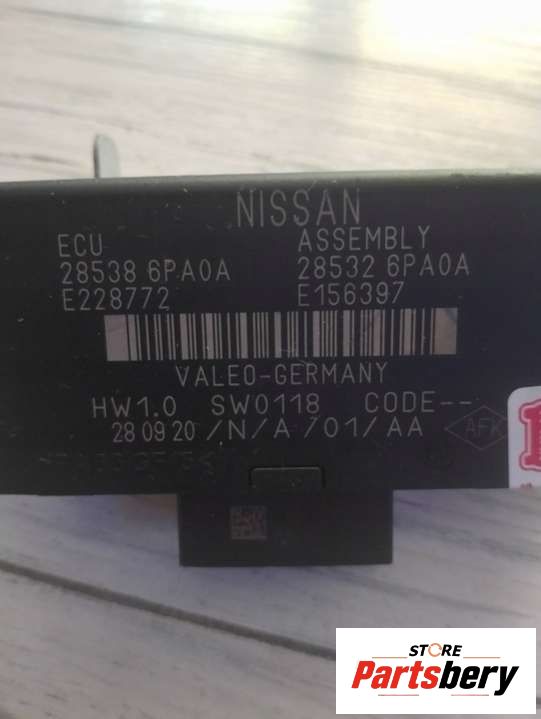 NISSAN
ECU ASSEMBLY
28538 6PA0A 28532 6PA0A
E228772 E156397
VALEO-GERMANY
HW1.0 SW0118 CODE--
28 09 20 /N/A/01/AA
AFK
STORE
Partsbery